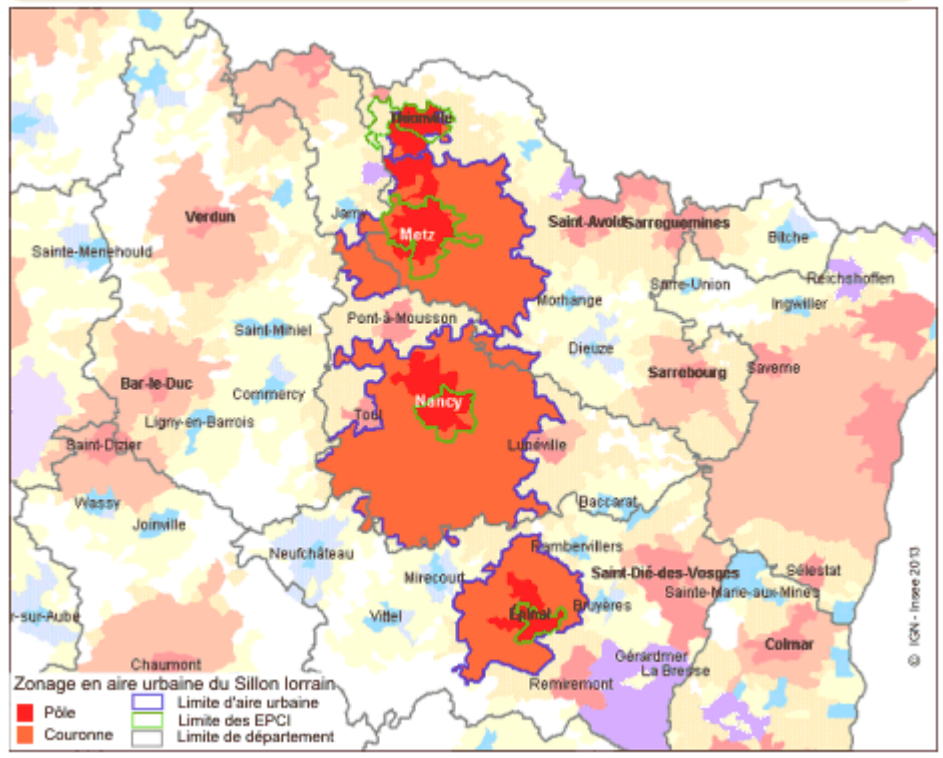 Thionville
Verdun
Jarny
Saint-Avold
Sarreguemines
Metz
Bitche
Sainte-Menehould
Reichshoffen
Sarre-Union
Morhange
Ingwiller
Pont-à-Mousson
Saint-Mihiel
Dieuze
Saverne
Sarrebourg
Bar-le-Duc
Commercy
Nancy
Toul
Ligny-en-Barrois
Saint-Dizier
Lunéville
Wassy
Baccarat
Joinville
Rambervillers
Neufchâteau
Mirecourt
Saint-Dié-des-Vosges
Sélestat
Sainte-Marie-aux-Mines
Bruyères
r-sur-Aube
Vittel
Épinal
Colmar
Gérardmer
Chaumont
La Bresse
Remiremont
© IGN - Insee 2013
Zonage en aire urbaine du Sillon lorrain
Pôle
Couronne
Limite d'aire urbaine
Limite des EPCI
Limite de département